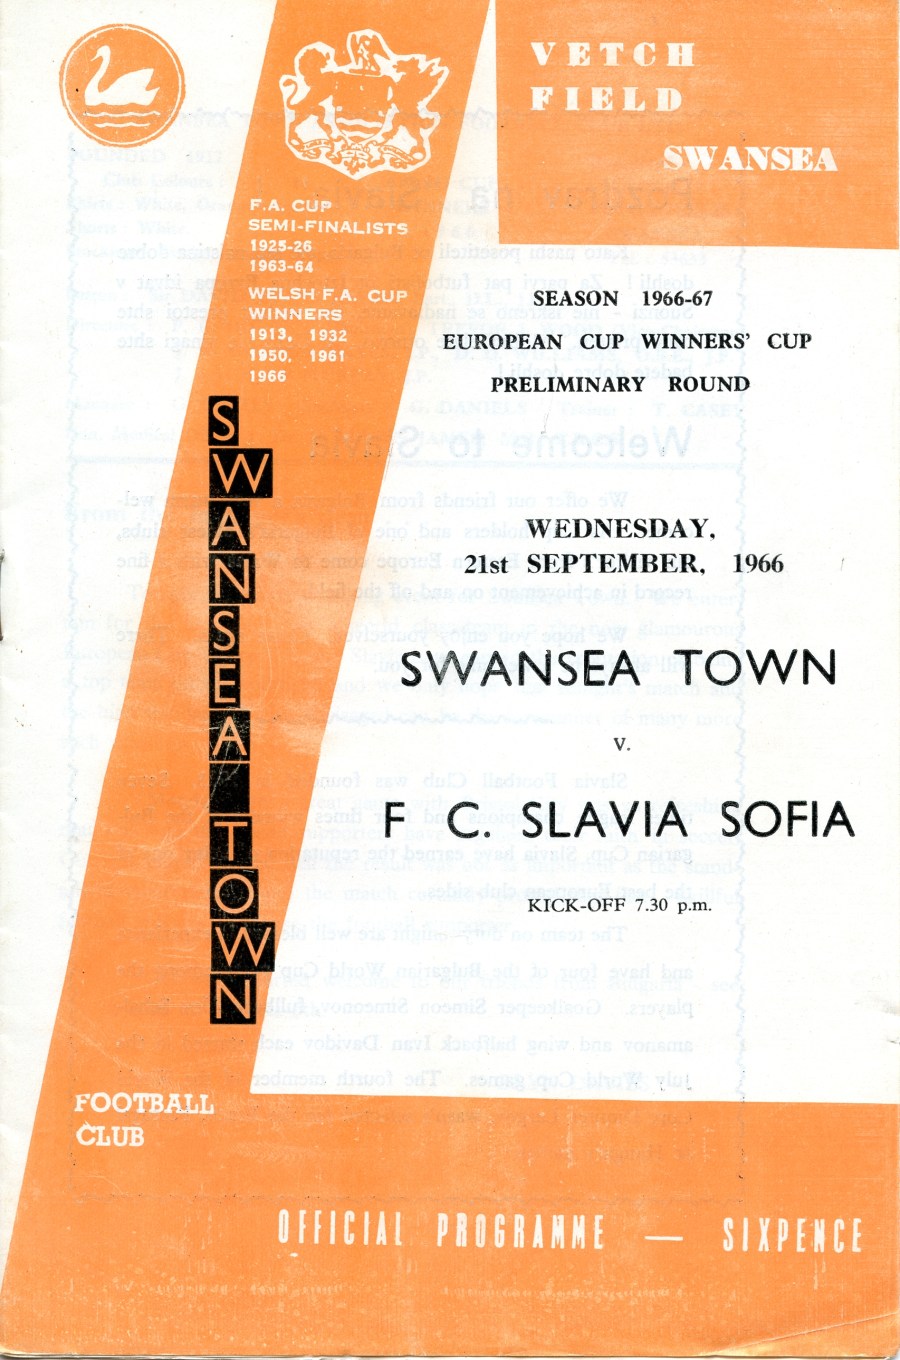 VETCH
FIELD
SWANSEA
F.A. CUP
SEMI-FINALISTS
1925-26
1963-64
WELSH F.A. CUP
WINNERS
1913, 1932
1950, 1961
1966
SEASON 1966-67
EUROPEAN CUP WINNERS' CUP
PRELIMINARY ROUND
WEDNESDAY,
21st SEPTEMBER, 1966
SWANSEA TOWN
v.
F C. SLAVIA SOFIA
KICK-OFF 7.30 p.m.
SWANSEA TOWN
FOOTBALL
CLUB
OFFICIAL PROGRAMME — SIXPENCE